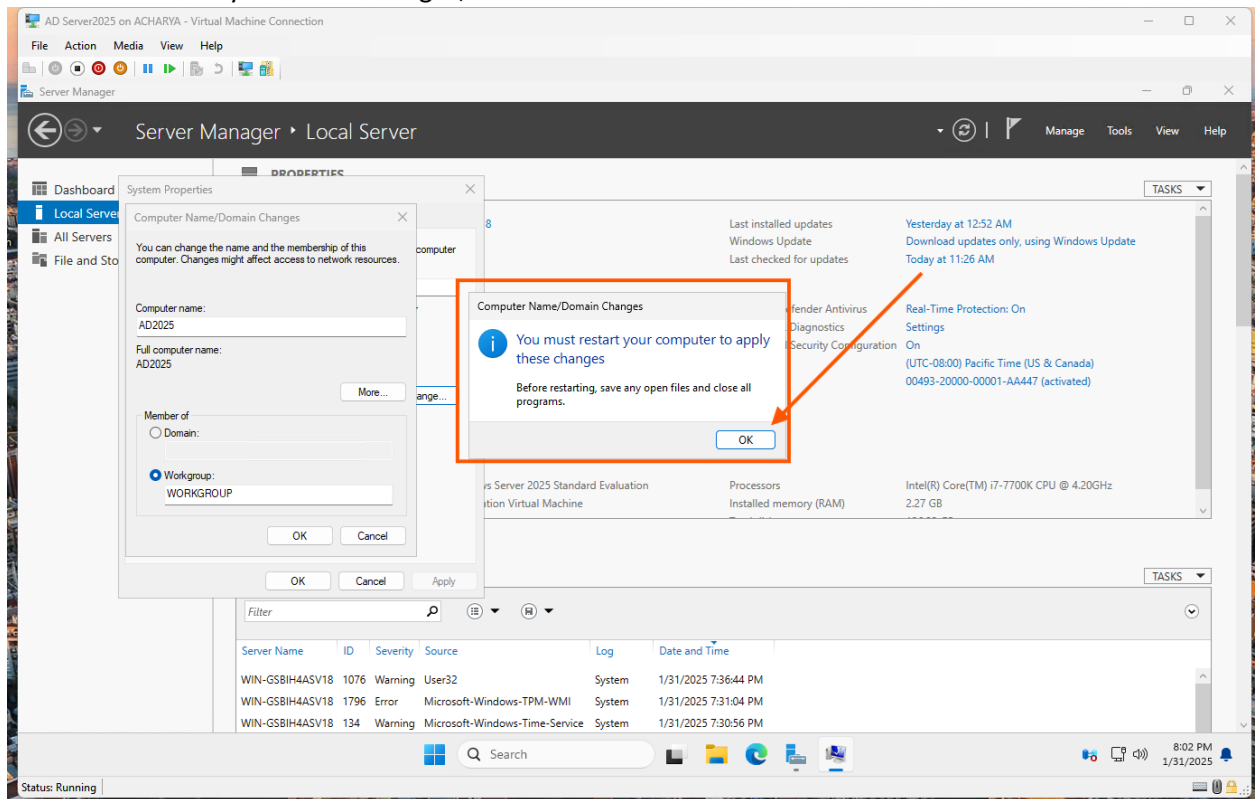 AD Server2025 on ACHARYA - Virtual Machine Connection
File Action Media View Help
Server Manager
Server Manager • Local Server
Manage Tools View Help
PROPERTIES
TASKS
Dashboard
Local Server
All Servers
File and Sto
System Properties
Computer Name/Domain Changes
You can change the name and the membership of this
computer. Changes might affect access to network resources.
computer
Computer name:
AD2025
Full computer name:
AD2025
More...
ange...
Member of
Domain:
Workgroup:
WORKGROUP
OK Cancel
OK Cancel Apply
8
Last installed updates Yesterday at 12:52 AM
Windows Update Download updates only, using Windows Update
Last checked for updates Today at 11:26 AM
Computer Name/Domain Changes
You must restart your computer to apply
these changes
Before restarting, save any open files and close all
programs.
OK
efender Antivirus Real-Time Protection: On
Diagnostics Settings
Security Configuration On
(UTC-08:00) Pacific Time (US & Canada)
00493-20000-00001-AA447 (activated)
ws Server 2025 Standard Evaluation Processors Intel(R) Core(TM) i7-7700K CPU @ 4.20GHz
ation Virtual Machine Installed memory (RAM) 2.27 GB
TASKS
Filter
Server Name ID Severity Source Log Date and Time
WIN-GSBIH4ASV18 1076 Warning User32 System 1/31/2025 7:36:44 PM
WIN-GSBIH4ASV18 1796 Error Microsoft-Windows-TPM-WMI System 1/31/2025 7:31:04 PM
WIN-GSBIH4ASV18 134 Warning Microsoft-Windows-Time-Service System 1/31/2025 7:30:56 PM
Search
8:02 PM
1/31/2025
Status: Running